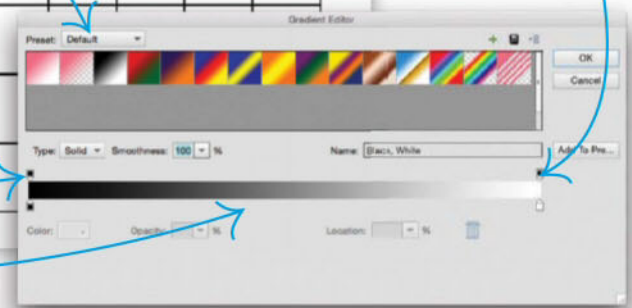 Gradient Editor
Preset: Default
OK
Cancel
Type: Solid Smoothness: 100 % Name: Black, White Add To Pre...
Color: Opacity: % Location: %